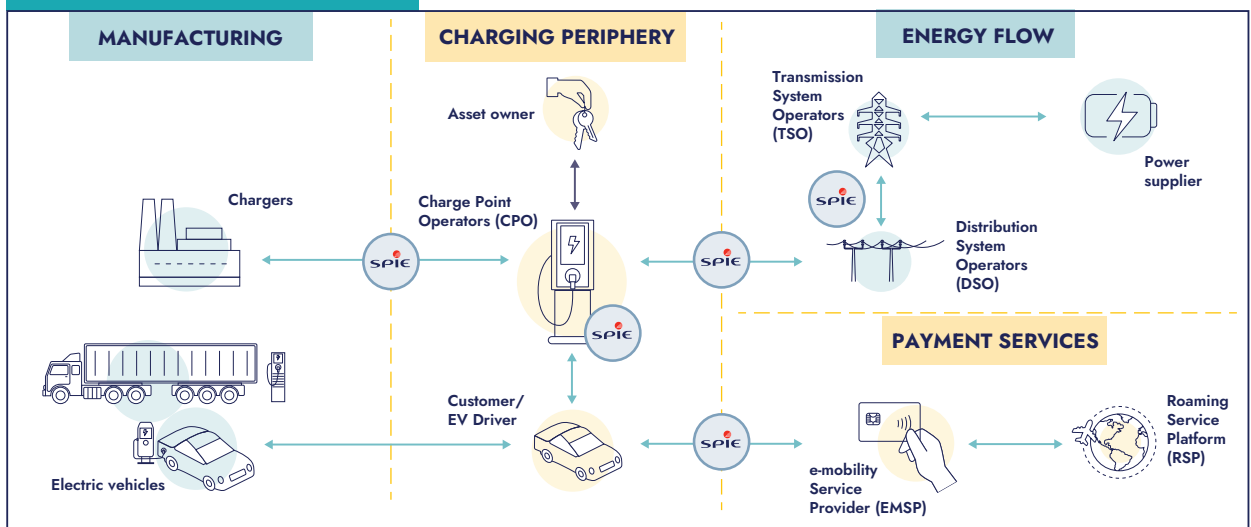 MANUFACTURING
CHARGING PERIPHERY
ENERGY FLOW
Asset owner
Transmission
System
Operators
(TSO)
Power
supplier
SPIE
Chargers
Charge Point
Operators (CPO)
Distribution
System
Operators
(DSO)
SPIE
SPIE
SPIE
PAYMENT SERVICES
Customer/
EV Driver
SPIE
Roaming
Service
Platform
(RSP)
Electric vehicles
e-mobility
Service
Provider (EMSP)